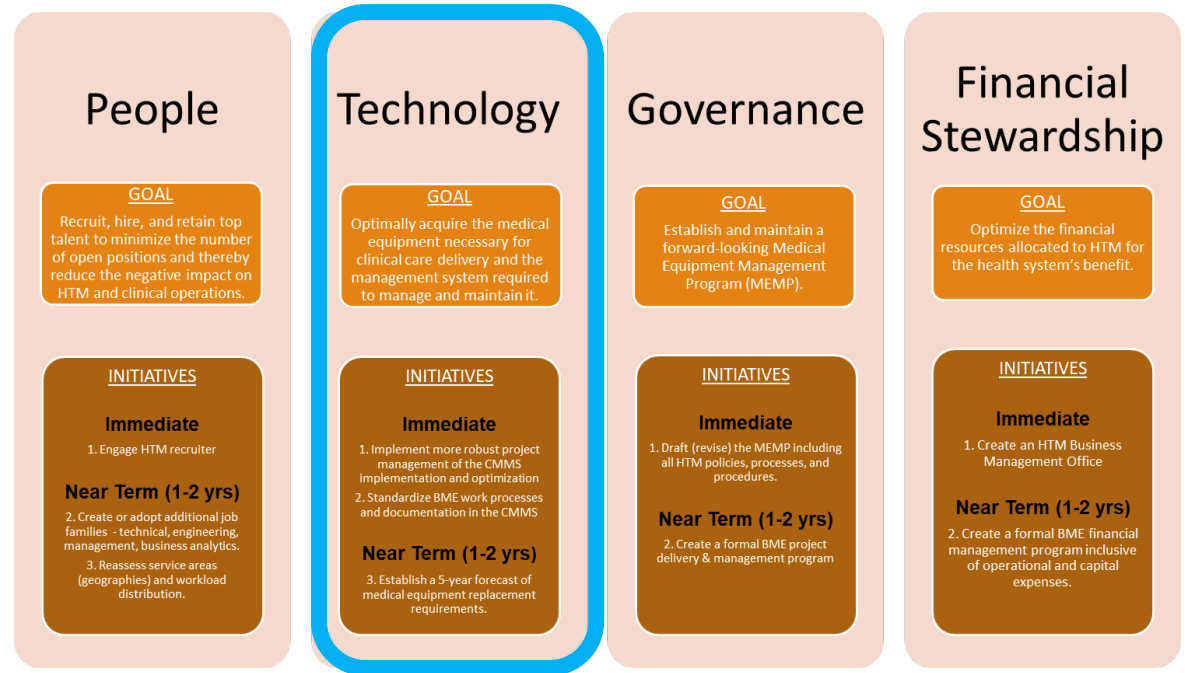 People
GOAL
Recruit, hire, and retain top
talent to minimize the number
of open positions and thereby
reduce the negative impact on
HTM and clinical operations.
INITIATIVES
Immediate
1. Engage HTM recruiter
Near Term (1-2 yrs)
2. Create or adopt additional job
families - technical, engineering,
management, business analytics.
3. Reassess service areas
(geographies) and workload
distribution.
Technology
GOAL
Optimally acquire the medical
equipment necessary for
clinical care delivery and the
management system required
to manage and maintain it.
INITIATIVES
Immediate
1. Implement more robust project
management of the CMMS
implementation and optimization
2. Standardize BME work processes
and documentation in the CMMS
Near Term (1-2 yrs)
3. Establish a 5-year forecast of
medical equipment replacement
requirements.
Governance
GOAL
Establish and maintain a
forward-looking Medical
Equipment Management
Program (MEMP).
INITIATIVES
Immediate
1. Draft (revise) the MEMP including
all HTM policies, processes, and
procedures.
Near Term (1-2 yrs)
2. Create a formal BME project
delivery & management program
Financial
Stewardship
GOAL
Optimize the financial
resources allocated to HTM for
the health system's benefit.
INITIATIVES
Immediate
1. Create an HTM Business
Management Office
Near Term (1-2 yrs)
2. Create a formal BME financial
management program inclusive
of operational and capital
expenses.